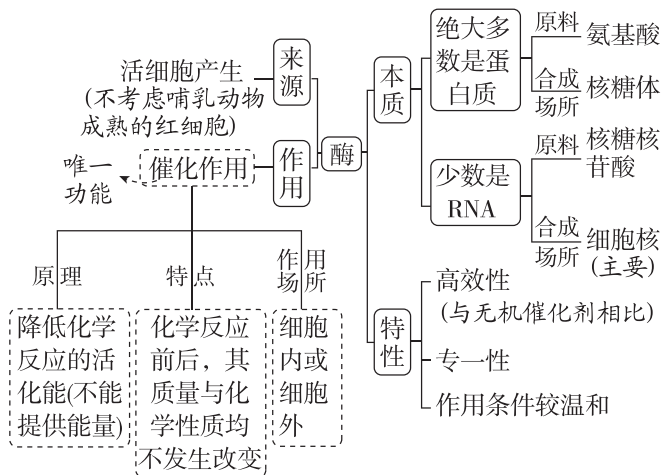 酶
来源
活细胞产生
(不考虑哺乳动物
成熟的红细胞)
作用
催化作用
唯一
功能
原理
降低化学
反应的活
化能(不能
提供能量)
特点
化学反应
前后，其
质量与化
学性质均
不发生改变
作用
场所
细胞
内或
细胞
外
本质
绝大多
数是蛋
白质
原料
氨基酸
合成
场所
核糖体
少数是
RNA
原料
核糖核
苷酸
合成
场所
细胞核
(主要)
特性
高效性
(与无机催化剂相比)
专一性
作用条件较温和